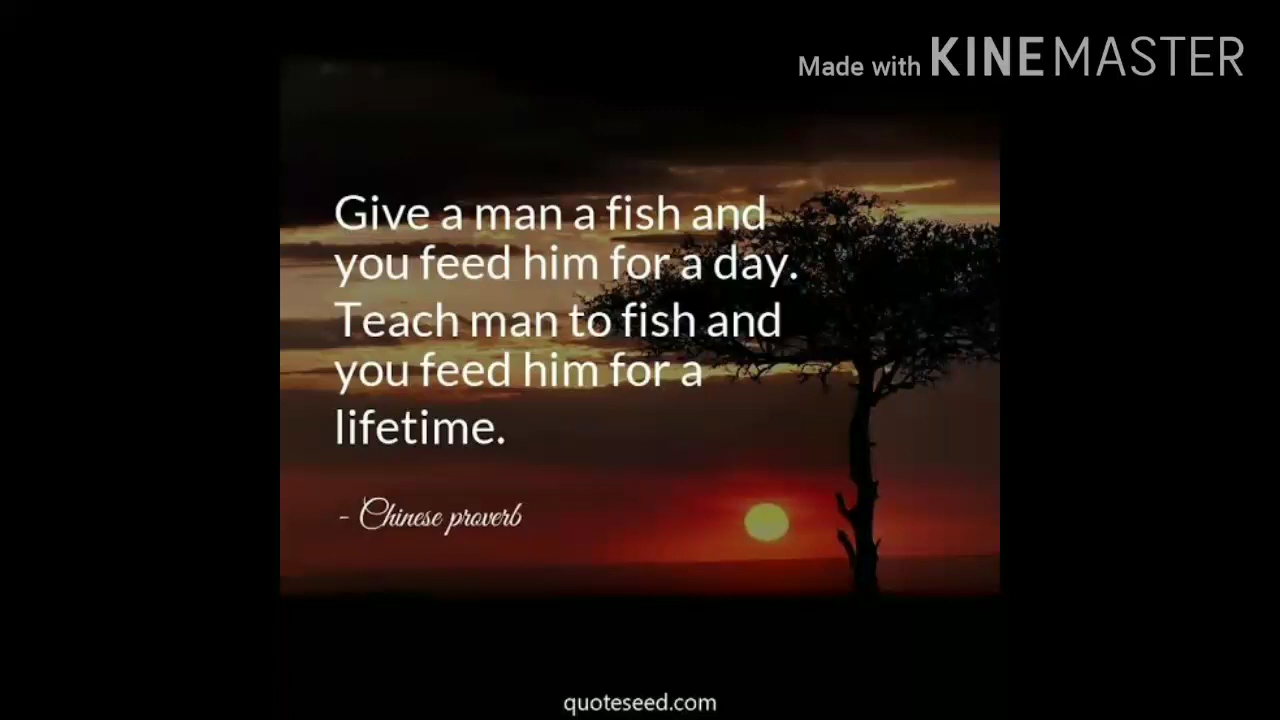 Made with KINEMASTER
Give a man a fish and
you feed him for a day.
Teach man to fish and
you feed him for a
lifetime.
- Chinese proverb
quoteseed.com